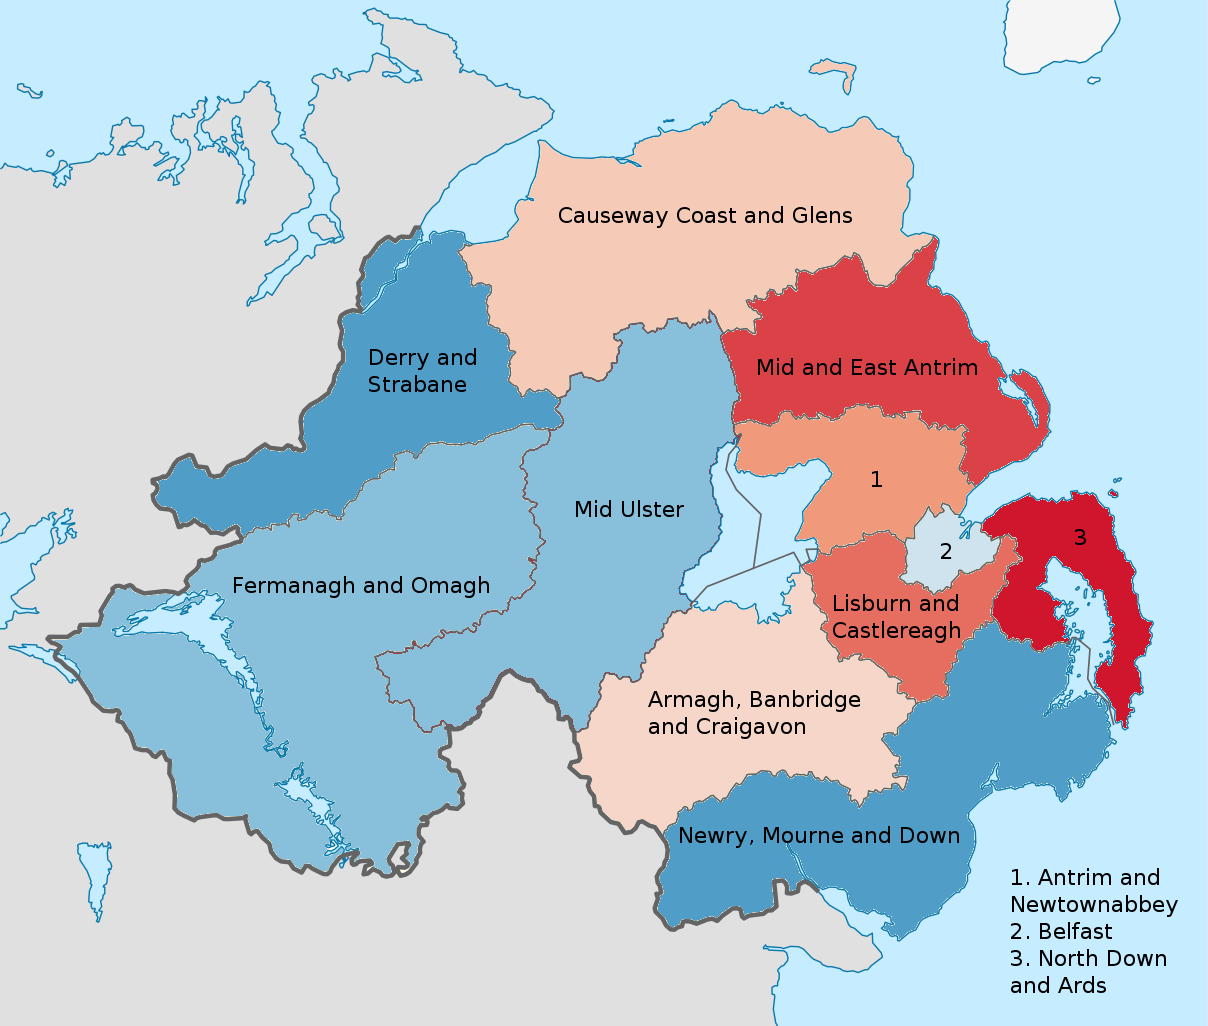 Causeway Coast and Glens
Derry and
Strabane
Mid and East Antrim
1
Mid Ulster
2
3
Fermanagh and Omagh
Lisburn and
Castlereagh
Armagh, Banbridge
and Craigavon
Newry, Mourne and Down
1. Antrim and
Newtownabbey
2. Belfast
3. North Down
and Ards